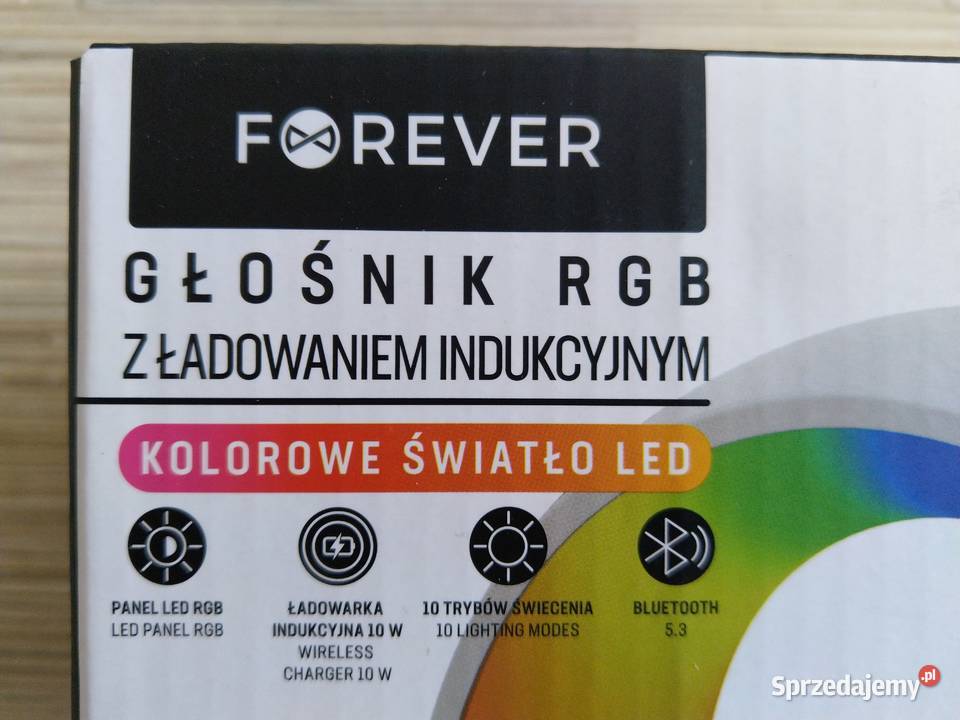 FOREVER
GŁOŚNIK RGB
Z ŁADOWANIEM INDUKCYJNYM
KOLOROWE ŚWIATŁO LED
PANEL LED RGB
LED PANEL RGB
ŁADOWARKA
INDUKCYJNA 10 W
WIRELESS
CHARGER 10 W
10 TRYBÓW ŚWIECENIA
10 LIGHTING MODES
BLUETOOTH
5.3
Sprzedajemy.pl